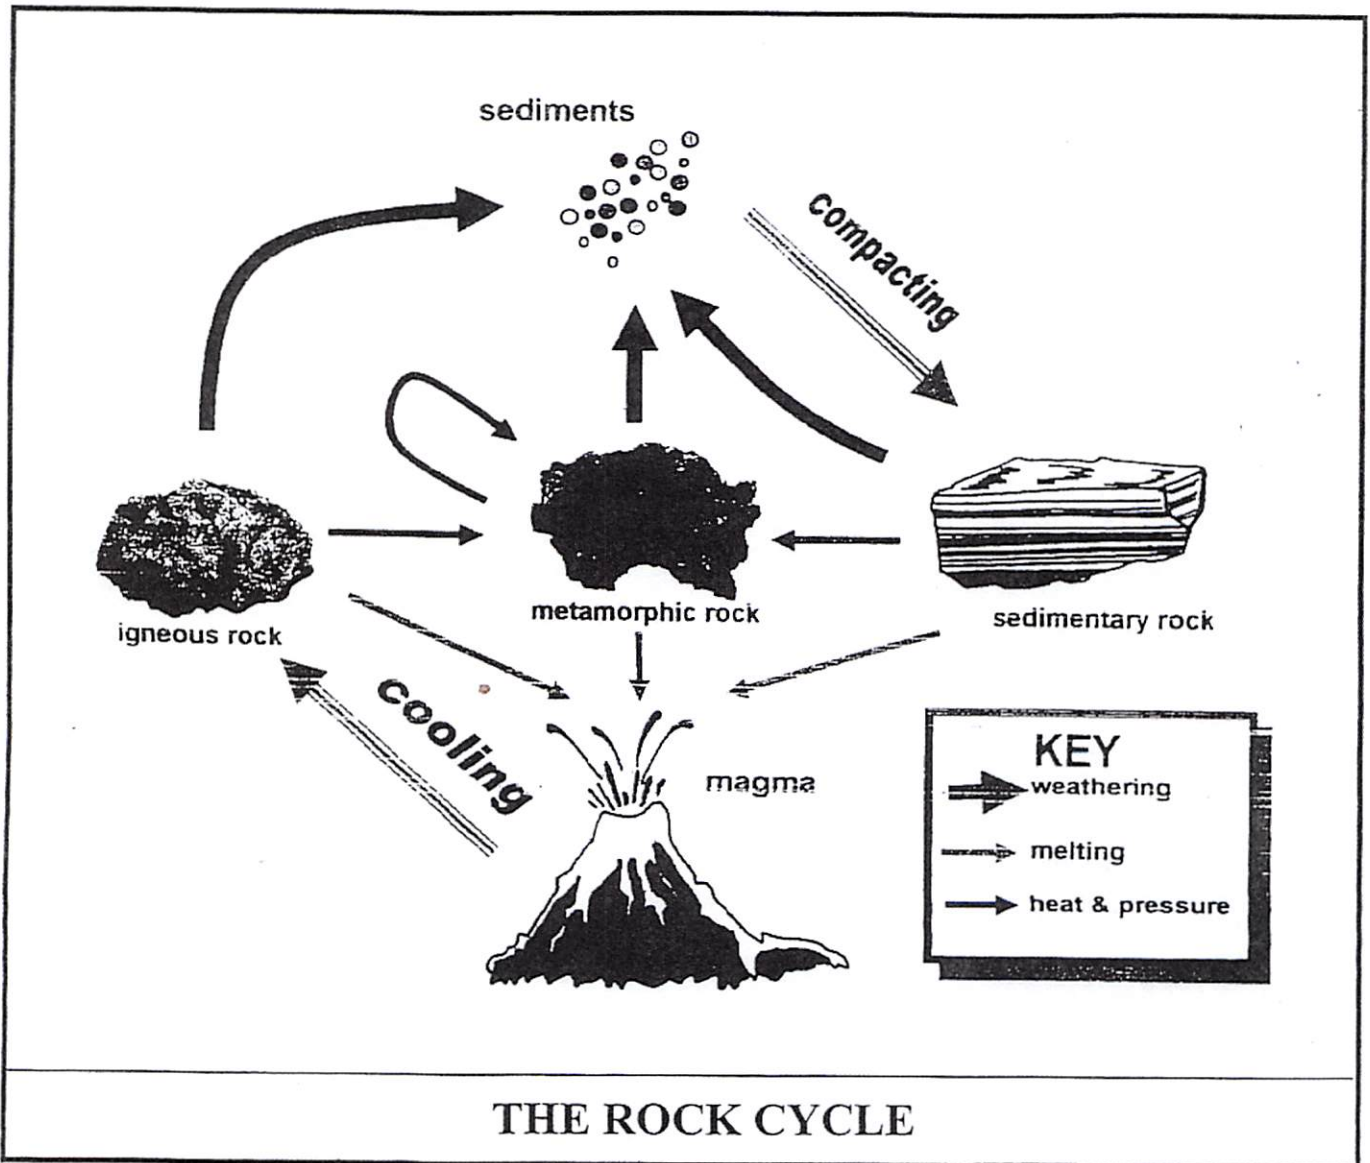 sediments
compacting
metamorphic rock
igneous rock
sedimentary rock
cooling
magma
KEY
weathering
melting
heat & pressure
THE ROCK CYCLE